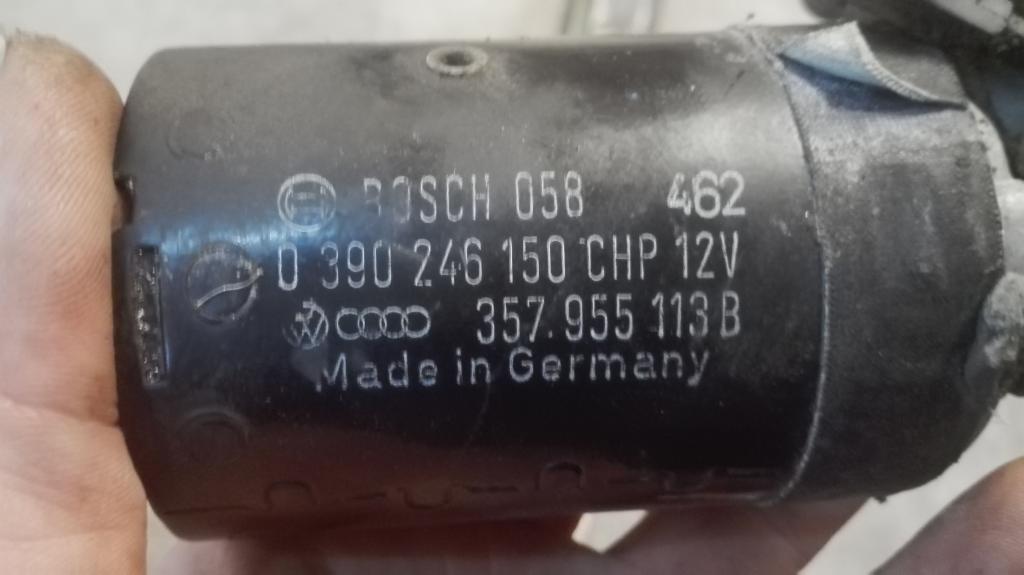 BOSCH 058 462
0 390 246 150 CHP 12V
357.955 113 B
Made in Germany